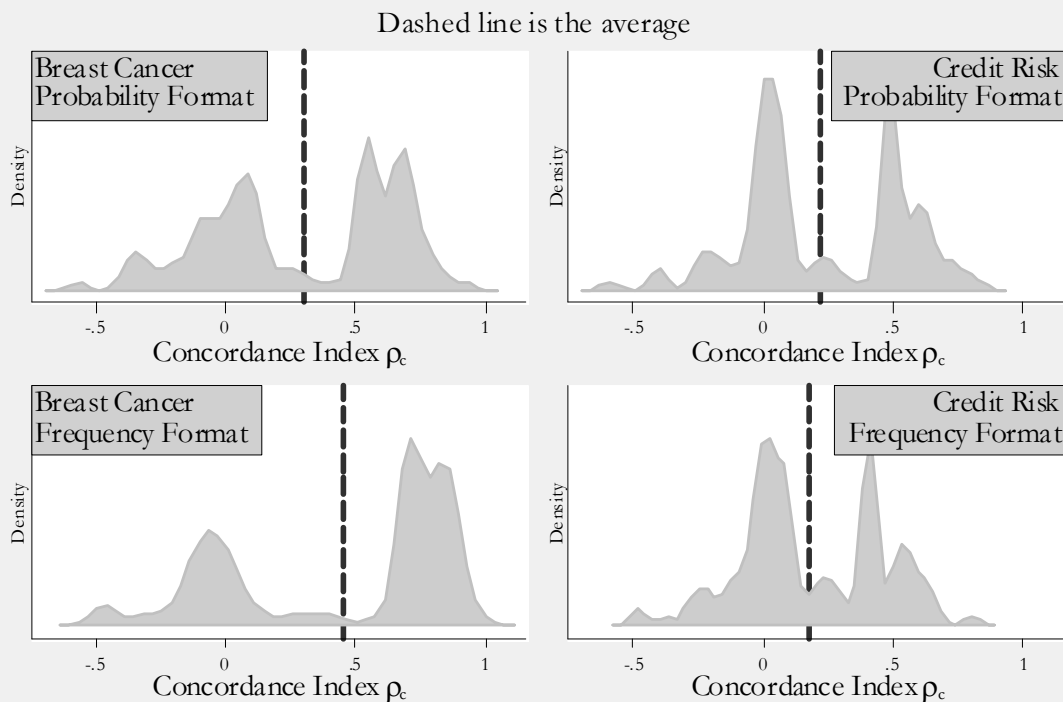 Dashed line is the average
Breast Cancer
Probability Format
Density
-.5 0 .5 1
Concordance Index ρc
Credit Risk
Probability Format
Density
-.5 0 .5 1
Concordance Index ρc
Breast Cancer
Frequency Format
Density
-.5 0 .5 1
Concordance Index ρc
Credit Risk
Frequency Format
Density
-.5 0 .5 1
Concordance Index ρc